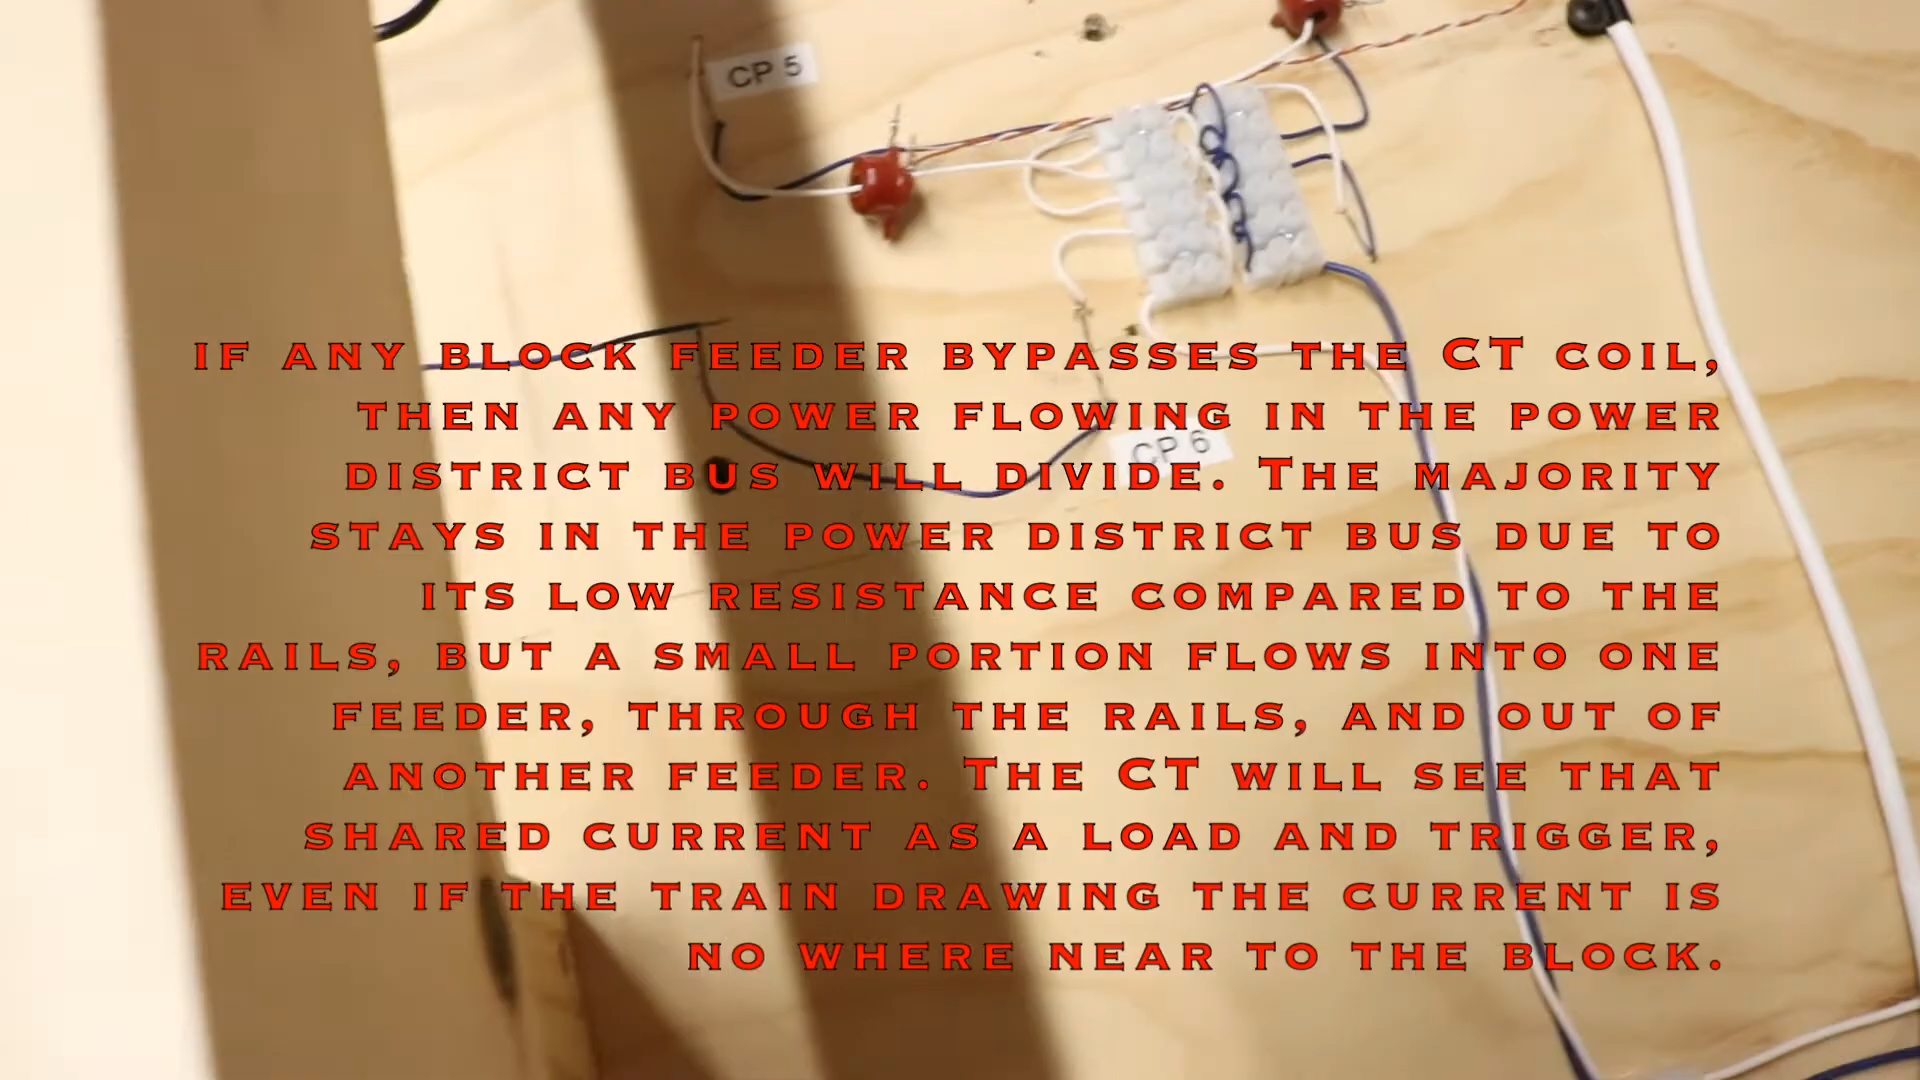 CP 5
IF ANY BLOCK FEEDER BYPASSES THE CT COIL,
THEN ANY POWER FLOWING IN THE POWER
CP 6
DISTRICT BUS WILL DIVIDE. THE MAJORITY
STAYS IN THE POWER DISTRICT BUS DUE TO
ITS LOW RESISTANCE COMPARED TO THE
RAILS, BUT A SMALL PORTION FLOWS INTO ONE
FEEDER, THROUGH THE RAILS, AND OUT OF
ANOTHER FEEDER. THE CT WILL SEE THAT
SHARED CURRENT AS A LOAD AND TRIGGER,
EVEN IF THE TRAIN DRAWING THE CURRENT IS
NO WHERE NEAR TO THE BLOCK.